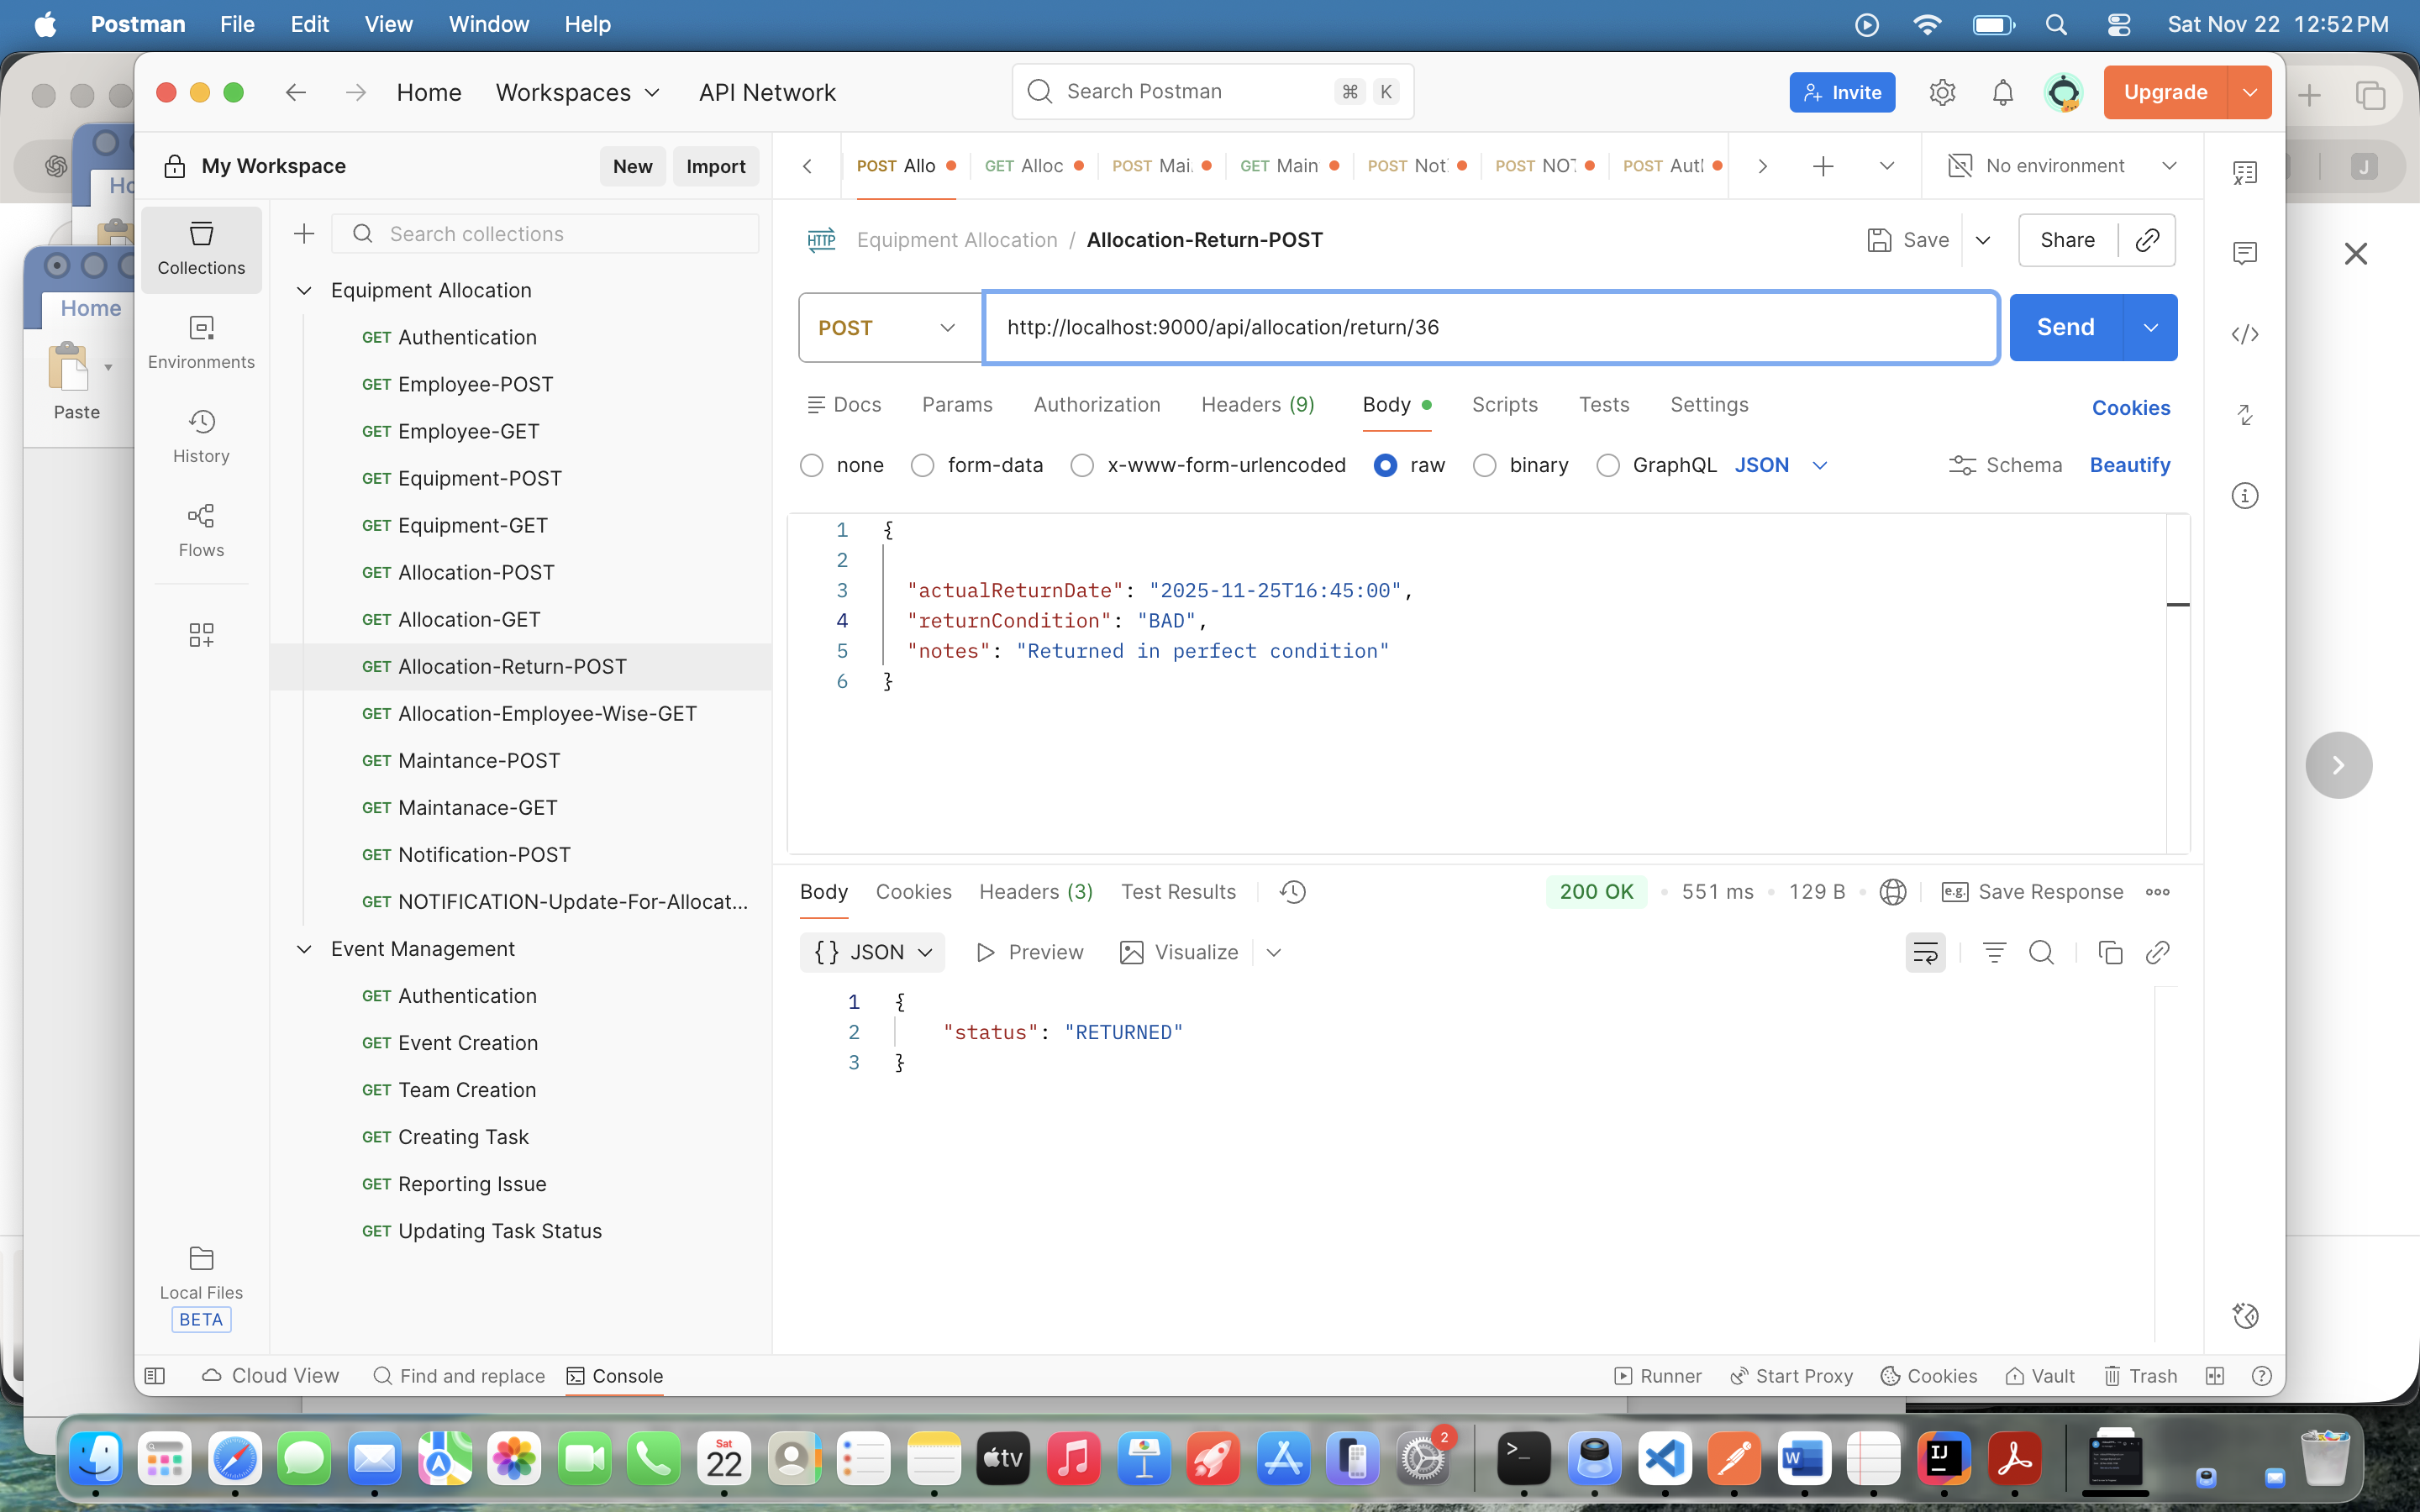 Postman File Edit View Window Help Sat Nov 22 12:52 PM
Home Workspaces API Network Search Postman ⌘ K Invite Upgrade
My Workspace New Import
POST Allo GET Alloc POST Mai. GET Main POST Not POST NOT POST Aut No environment
J
Home
Paste
Collections
Environments
History
Flows
Local Files
BETA
Search collections
Equipment Allocation
GET Authentication
GET Employee-POST
GET Employee-GET
GET Equipment-POST
GET Equipment-GET
GET Allocation-POST
GET Allocation-GET
GET Allocation-Return-POST
GET Allocation-Employee-Wise-GET
GET Maintance-POST
GET Maintanace-GET
GET Notification-POST
GET NOTIFICATION-Update-For-Allocat...
Event Management
GET Authentication
GET Event Creation
GET Team Creation
GET Creating Task
GET Reporting Issue
GET Updating Task Status
HTTP Equipment Allocation / Allocation-Return-POST Save Share
POST http://localhost:9000/api/allocation/return/36 Send
Docs Params Authorization Headers (9) Body Scripts Tests Settings Cookies
none form-data x-www-form-urlencoded raw binary GraphQL JSON Schema Beautify
1 {
2
3 "actualReturnDate": "2025-11-25T16:45:00",
4 "returnCondition": "BAD",
5 "notes": "Returned in perfect condition"
6 }
Body Cookies Headers (3) Test Results 200 OK 551 ms 129 B e.g. Save Response
{} JSON Preview Visualize
1 {
2 "status": "RETURNED"
3 }
Cloud View Find and replace Console Runner Start Proxy Cookies Vault Trash
Sat
22
tv
2
IJ
W